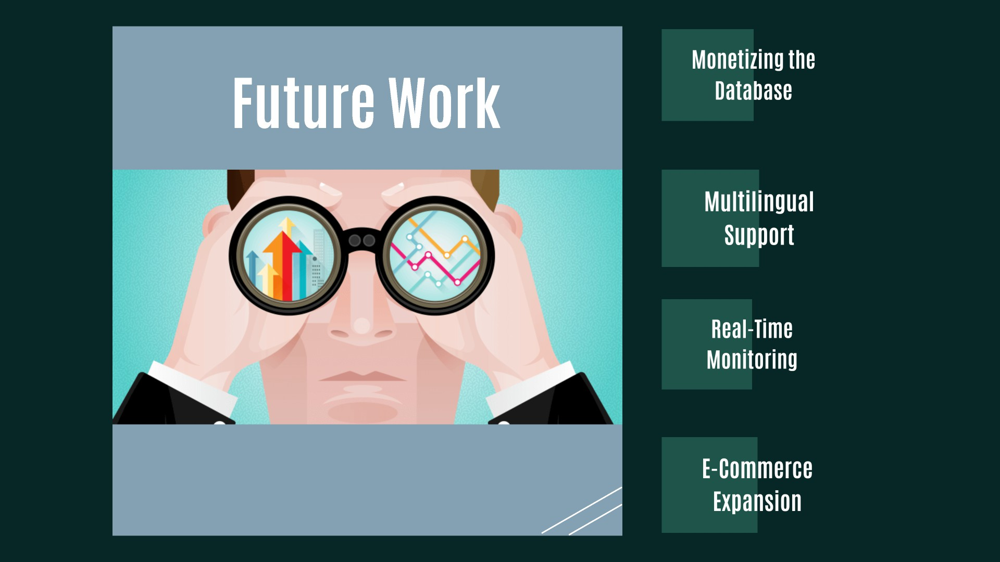 Future Work
Monetizing the
Database
Multilingual
Support
Real-Time
Monitoring
E-Commerce
Expansion